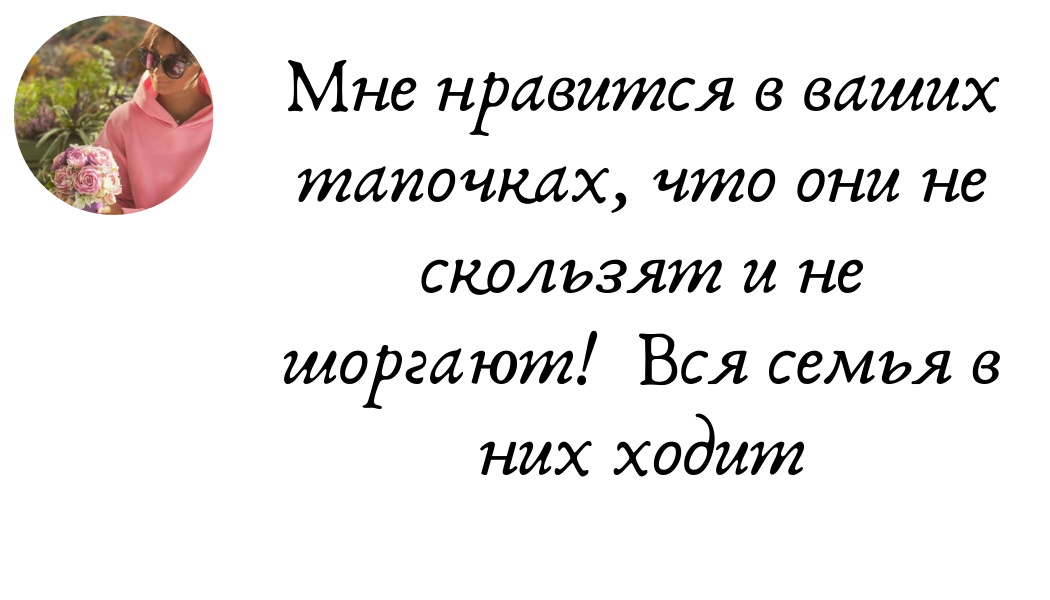 Мне нравится в ваших
тапочках, что они не
скользят и не
шоргают! Вся семья в
них ходит